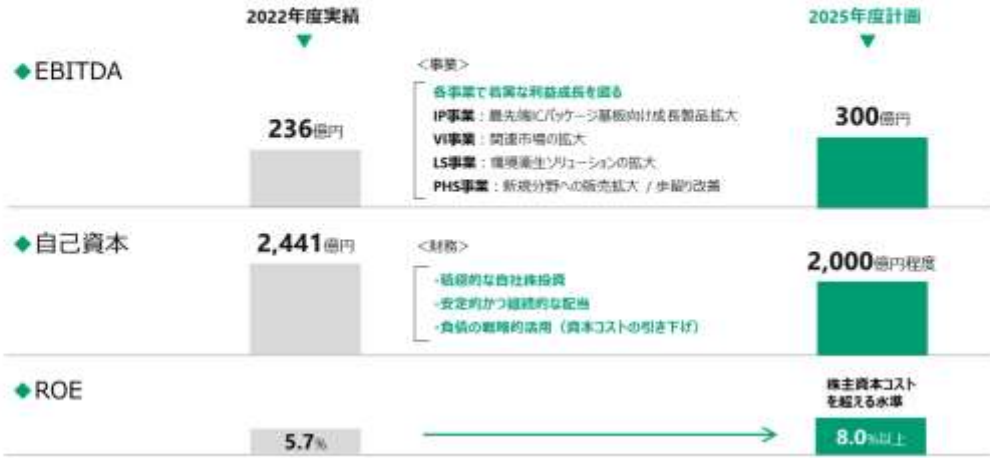 2022年度実績
2025年度計画
◆EBITDA
236億円
＜事業＞
各事業で着実な利益成長を図る
IP事業：最先端ICパッケージ基板向け成長製品拡大
VI事業：関連市場の拡大
LS事業：環境衛生ソリューションの拡大
PHS事業：新規分野への販売拡大 / 歩留り改善
300億円
◆自己資本
2,441億円
＜財務＞
・積極的な自社株投資
・安定的かつ継続的な配当
・負債の戦略的活用（資本コストの引き下げ）
2,000億円程度
◆ROE
5.7%
株主資本コスト
を超える水準
8.0%以上